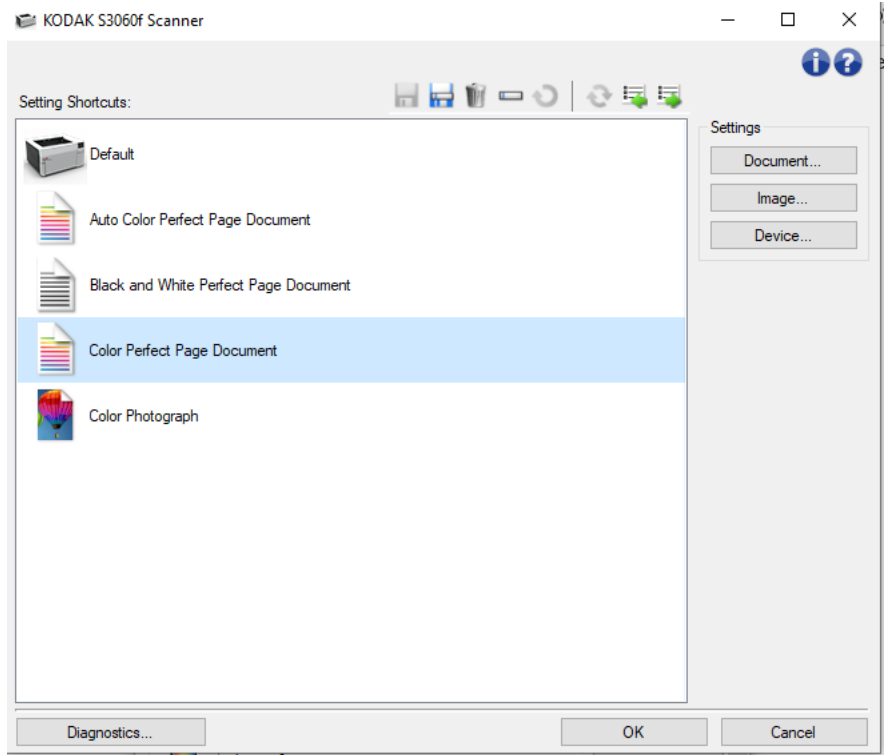 KODAK S3060f Scanner
Setting Shortcuts:
Default
Auto Color Perfect Page Document
Black and White Perfect Page Document
Color Perfect Page Document
Color Photograph
Settings
Document...
Image...
Device...
Diagnostics...
OK
Cancel